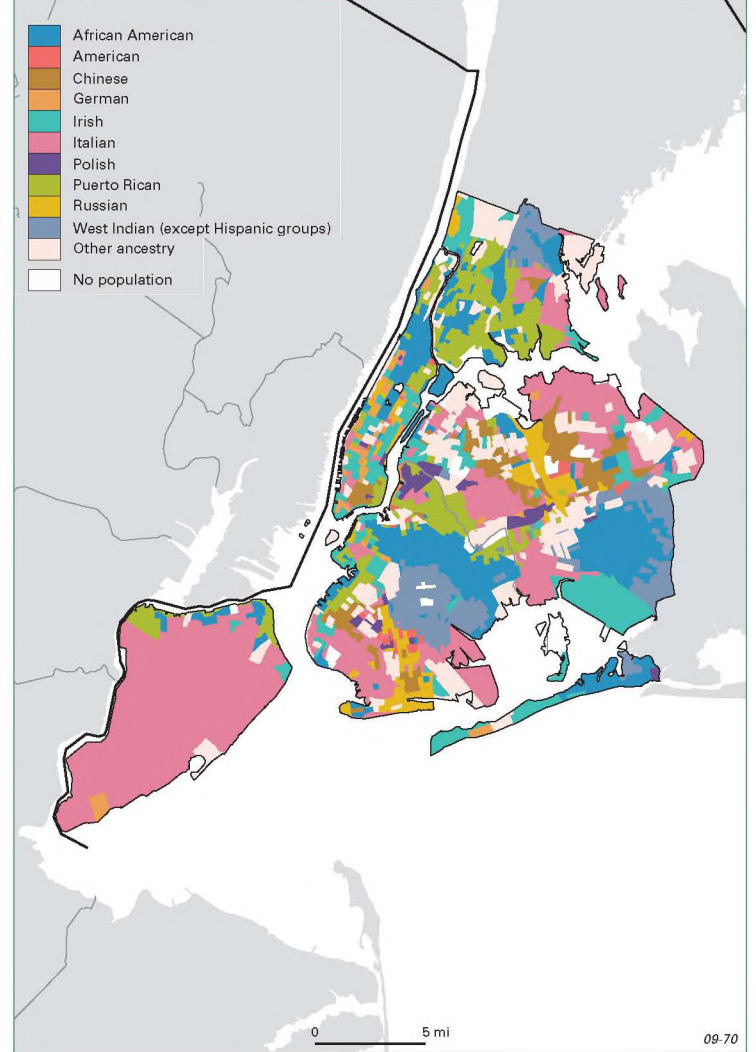 African American
American
Chinese
German
Irish
Italian
Polish
Puerto Rican
Russian
West Indian (except Hispanic groups)
Other ancestry
No population
0 5 mi
09-70